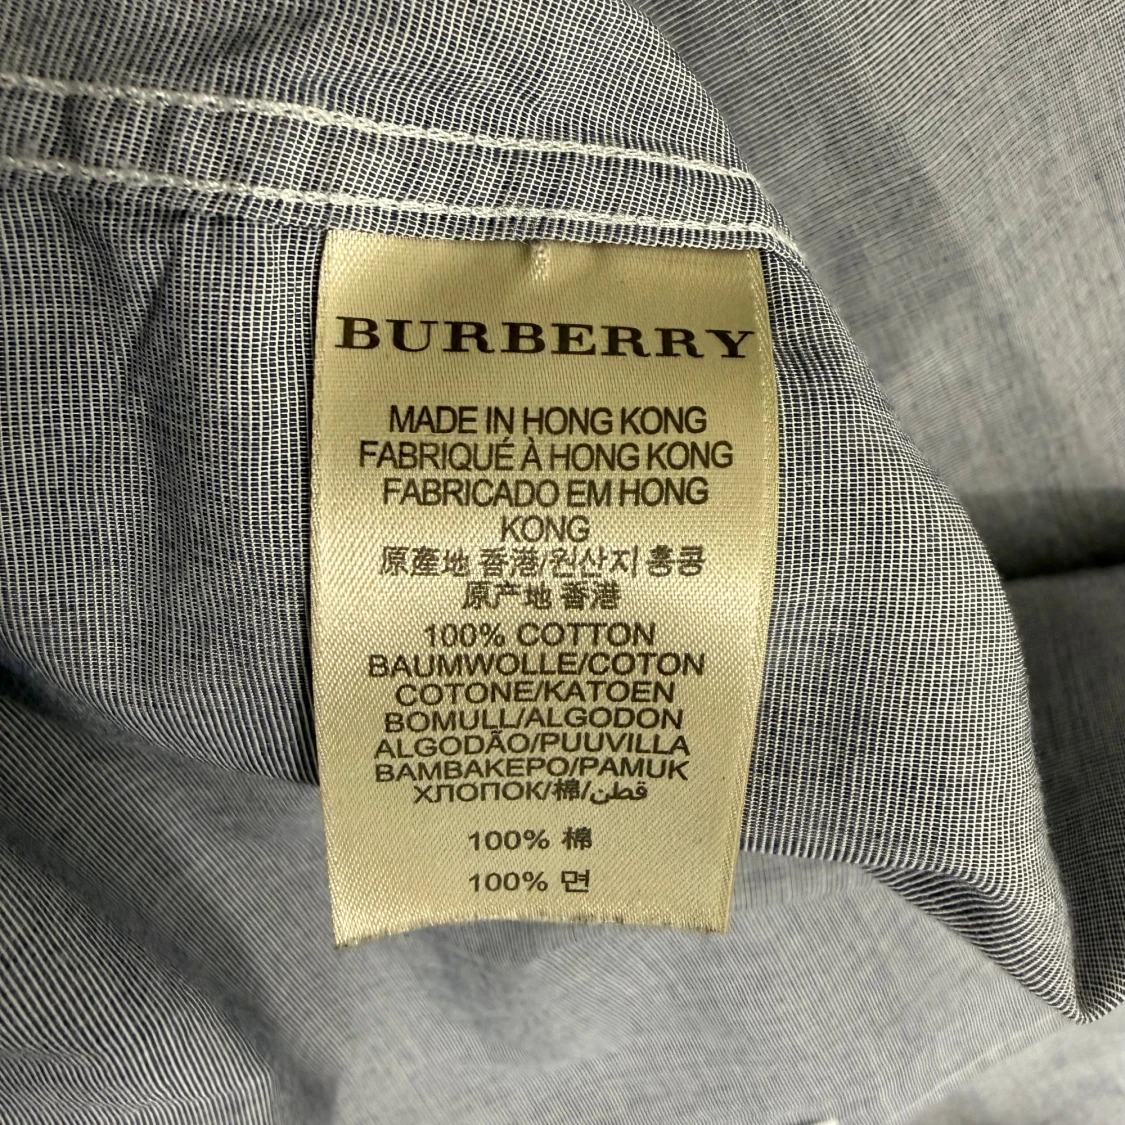 BURBERRY
MADE IN HONG KONG
FABRIQUÉ À HONG KONG
FABRICADO EM HONG
KONG
原產地 香港/원산지 홍콩
原产地 香港
100% COTTON
BAUMWOLLE/COTON
COTONE/KATOEN
BOMULL/ALGODON
ALGODÃO/PUUVILLA
BAMBAKEPO/PAMUK
ХЛОПОК/棉/قطن
100% 棉
100% 면